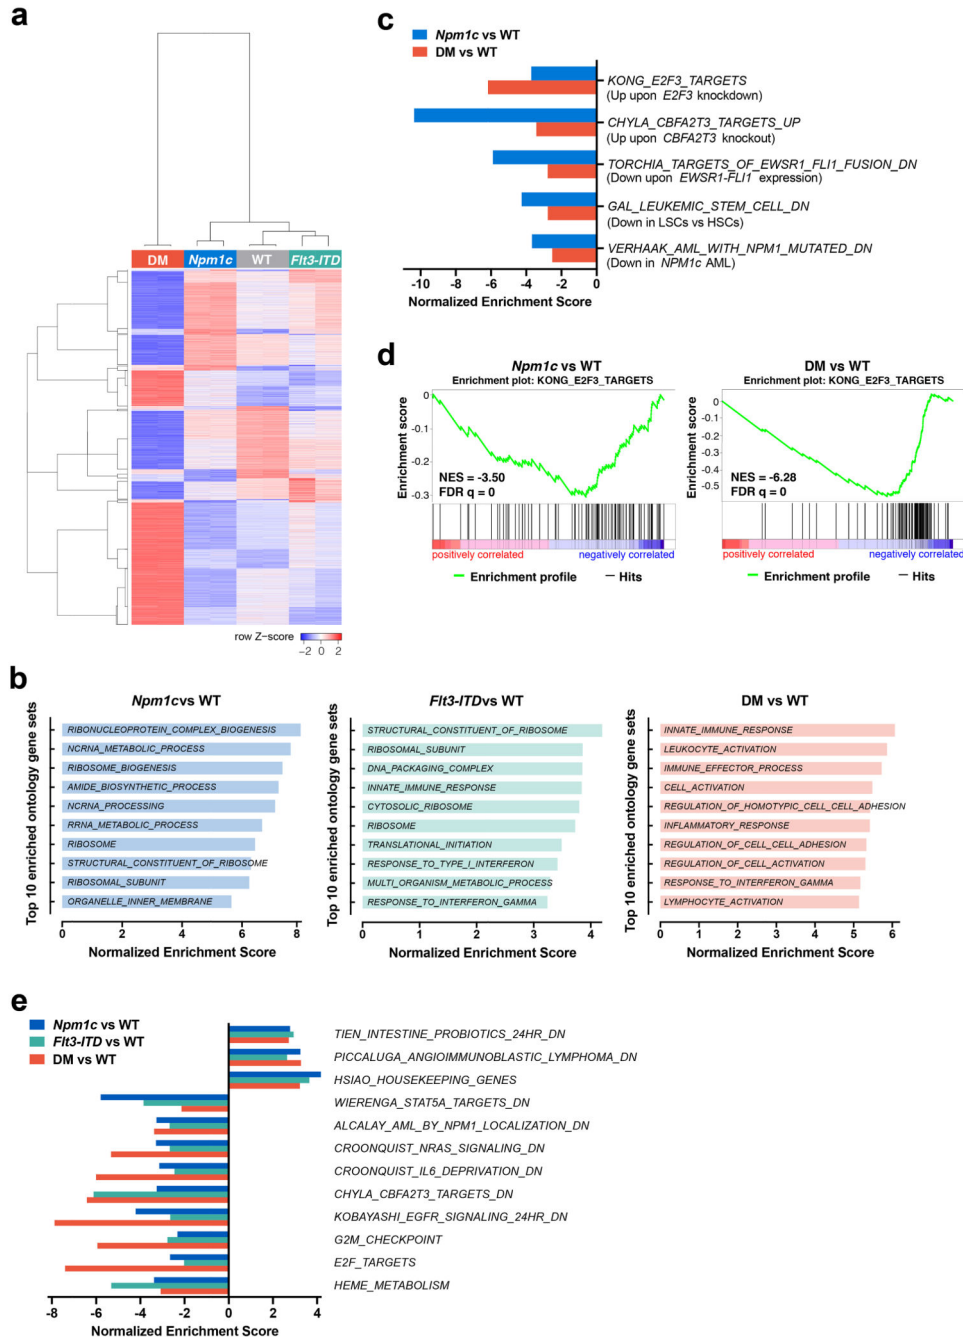 a
DM
Npm1c
WT
Flt3-ITD
row Z-score
-2 0 2
c
Npm1c vs WT
DM vs WT
KONG_E2F3_TARGETS
(Up upon E2F3 knockdown)
CHYLA_CBFA2T3_TARGETS_UP
(Up upon CBFA2T3 knockout)
TORCHIA_TARGETS_OF_EWSR1_FLI1_FUSION_DN
(Down upon EWSR1-FLI1 expression)
GAL_LEUKEMIC_STEM_CELL_DN
(Down in LSCs vs HSCs)
VERHAAK_AML_WITH_NPM1_MUTATED_DN
(Down in NPM1c AML)
-10 -8 -6 -4 -2 0
Normalized Enrichment Score
d
Npm1c vs WT
Enrichment plot: KONG_E2F3_TARGETS
Enrichment score
0
-0.1
-0.2
-0.3
NES = -3.50
FDR q = 0
positively correlated
negatively correlated
Enrichment profile
Hits
DM vs WT
Enrichment plot: KONG_E2F3_TARGETS
Enrichment score
0
-0.1
-0.2
-0.3
-0.4
-0.5
NES = -6.28
FDR q = 0
positively correlated
negatively correlated
Enrichment profile
Hits
b
Npm1cvs WT
Top 10 enriched ontology gene sets
RIBONUCLEOPROTEIN_COMPLEX_BIOGENESIS
NCRNA_METABOLIC_PROCESS
RIBOSOME_BIOGENESIS
AMIDE_BIOSYNTHETIC_PROCESS
NCRNA_PROCESSING
RRNA_METABOLIC_PROCESS
RIBOSOME
STRUCTURAL_CONSTITUENT_OF_RIBOSOME
RIBOSOMAL_SUBUNIT
ORGANELLE_INNER_MEMBRANE
0 2 4 6 8
Normalized Enrichment Score
Flt3-ITDvs WT
Top 10 enriched ontology gene sets
STRUCTURAL_CONSTITUENT_OF_RIBOSOME
RIBOSOMAL_SUBUNIT
DNA_PACKAGING_COMPLEX
INNATE_IMMUNE_RESPONSE
CYTOSOLIC_RIBOSOME
RIBOSOME
TRANSLATIONAL_INITIATION
RESPONSE_TO_TYPE_I_INTERFERON
MULTI_ORGANISM_METABOLIC_PROCESS
RESPONSE_TO_INTERFERON_GAMMA
0 1 2 3 4
Normalized Enrichment Score
DM vs WT
Top 10 enriched ontology gene sets
INNATE_IMMUNE_RESPONSE
LEUKOCYTE_ACTIVATION
IMMUNE_EFFECTOR_PROCESS
CELL_ACTIVATION
REGULATION_OF_HOMOTYPIC_CELL_CELL_ADHESION
INFLAMMATORY_RESPONSE
REGULATION_OF_CELL_CELL_ADHESION
REGULATION_OF_CELL_ACTIVATION
RESPONSE_TO_INTERFERON_GAMMA
LYMPHOCYTE_ACTIVATION
0 1 2 3 4 5 6
Normalized Enrichment Score
e
Npm1c vs WT
Flt3-ITD vs WT
DM vs WT
TIEN_INTESTINE_PROBIOTICS_24HR_DN
PICCALUGA_ANGIOIMMUNOBLASTIC_LYMPHOMA_DN
HSIAO_HOUSEKEEPING_GENES
WIERENGA_STAT5A_TARGETS_DN
ALCALAY_AML_BY_NPM1_LOCALIZATION_DN
CROONQUIST_NRAS_SIGNALING_DN
CROONQUIST_IL6_DEPRIVATION_DN
CHYLA_CBFA2T3_TARGETS_DN
KOBAYASHI_EGFR_SIGNALING_24HR_DN
G2M_CHECKPOINT
E2F_TARGETS
HEME_METABOLISM
-8 -6 -4 -2 0 2 4
Normalized Enrichment Score